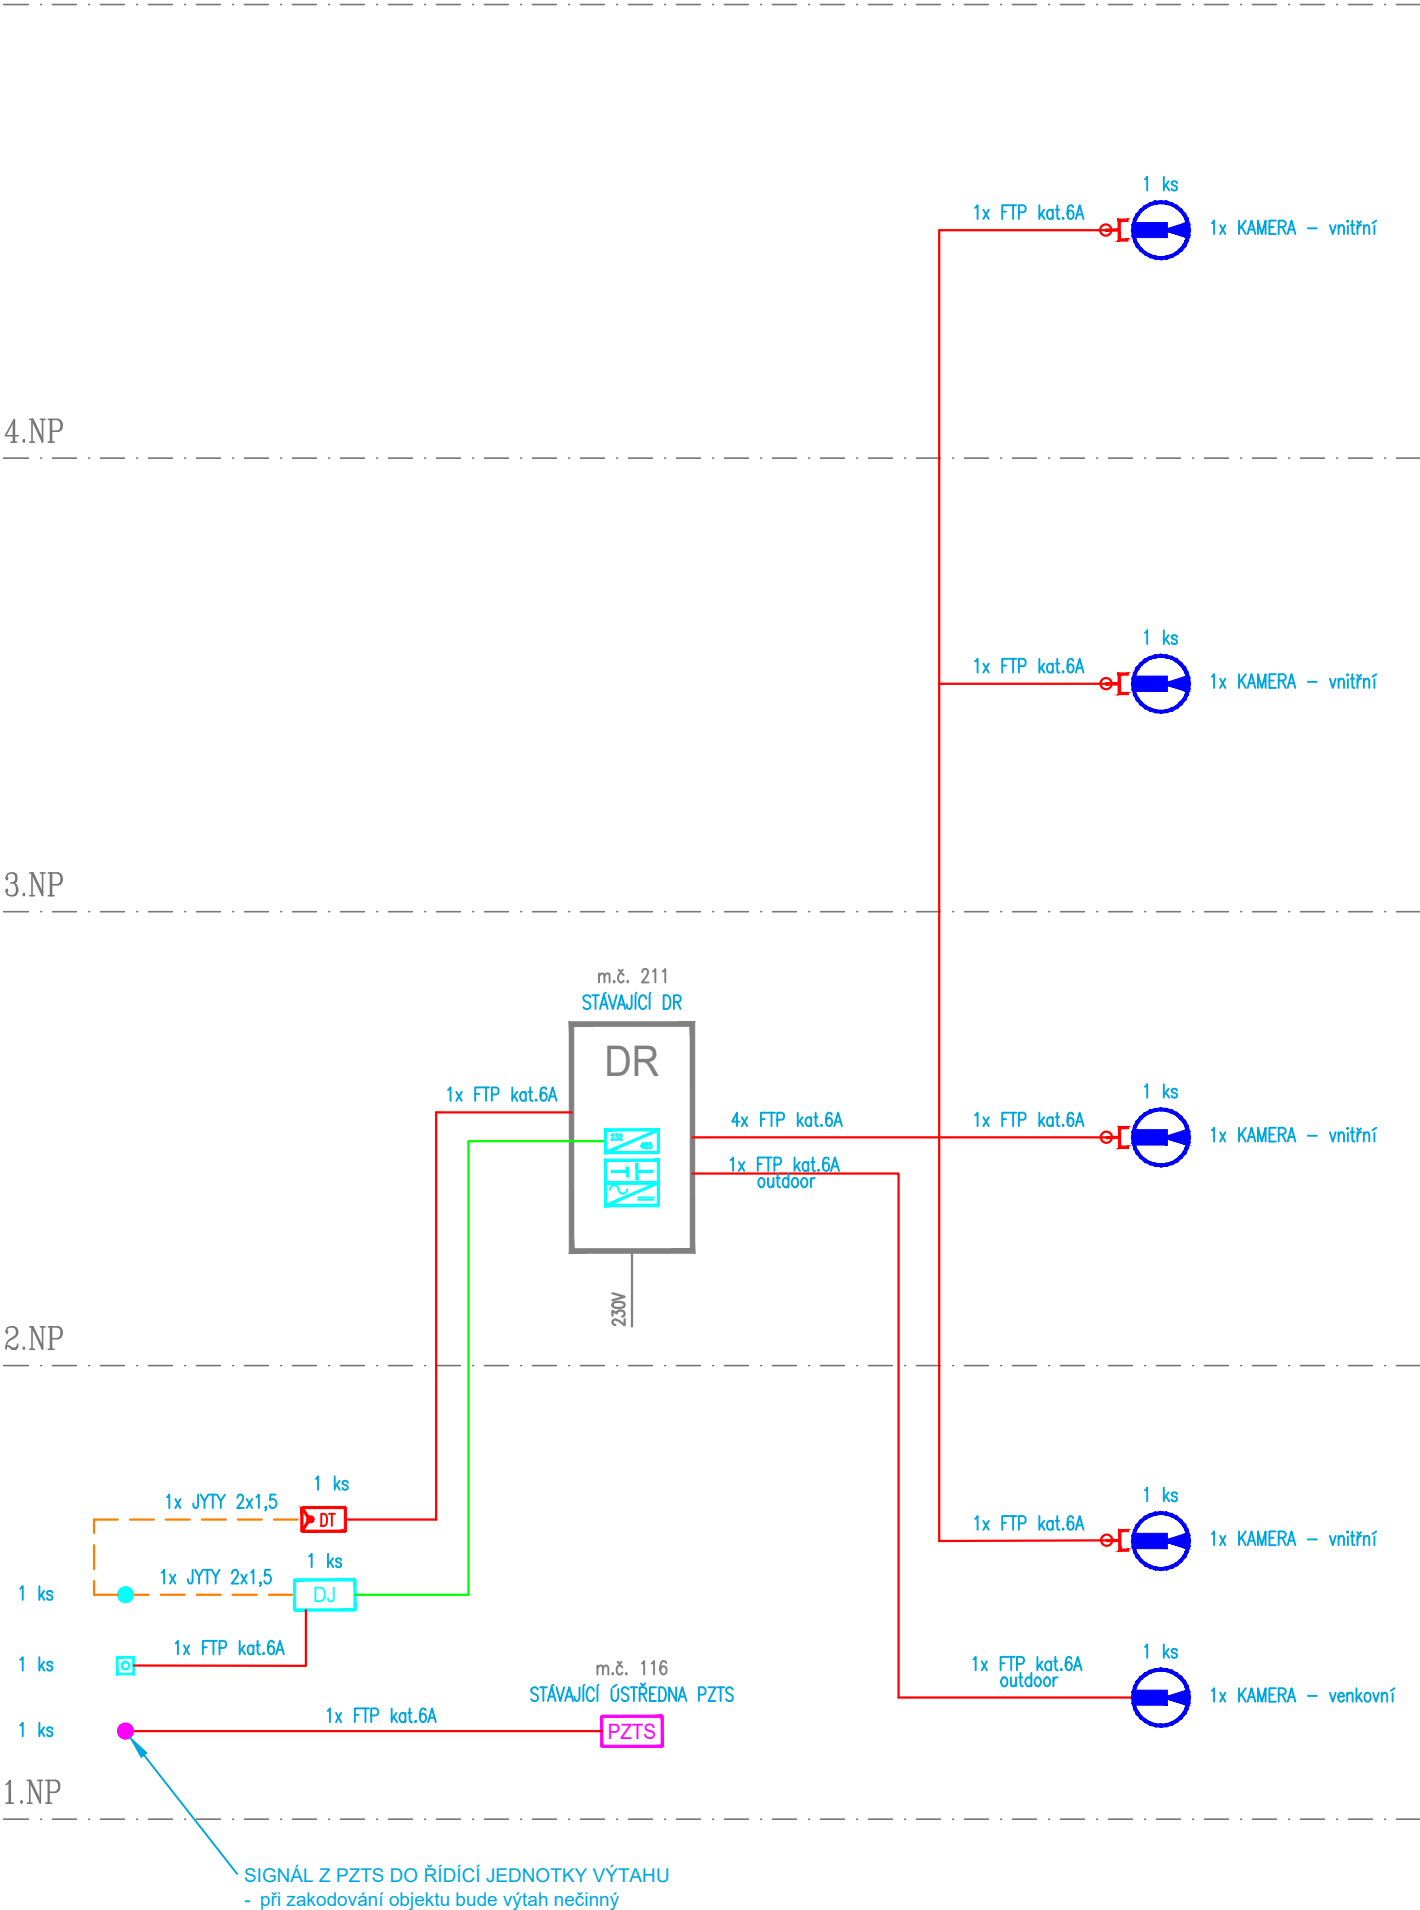 1 ks
1x FTP kat.6A
1x KAMERA – vnitřní
4.NP
1 ks
1x FTP kat.6A
1x KAMERA – vnitřní
3.NP
m.č. 211
STÁVAJÍCÍ DR
DR
1x FTP kat.6A
232
485
230V
4x FTP kat.6A
1x FTP kat.6A
outdoor
1 ks
1x FTP kat.6A
1x KAMERA – vnitřní
2.NP
1 ks
1x JYTY 2x1,5
DT
1 ks
1x JYTY 2x1,5
DJ
1 ks
1x FTP kat.6A
1 ks
1x FTP kat.6A
1 ks
m.č. 116
STÁVAJÍCÍ ÚSTŘEDNA PZTS
PZTS
1 ks
1x FTP kat.6A
1x KAMERA – vnitřní
1 ks
1x FTP kat.6A
outdoor
1x KAMERA – venkovní
1.NP
SIGNÁL Z PZTS DO ŘÍDÍCÍ JEDNOTKY VÝTAHU
- při zakodování objektu bude výtah nečinný